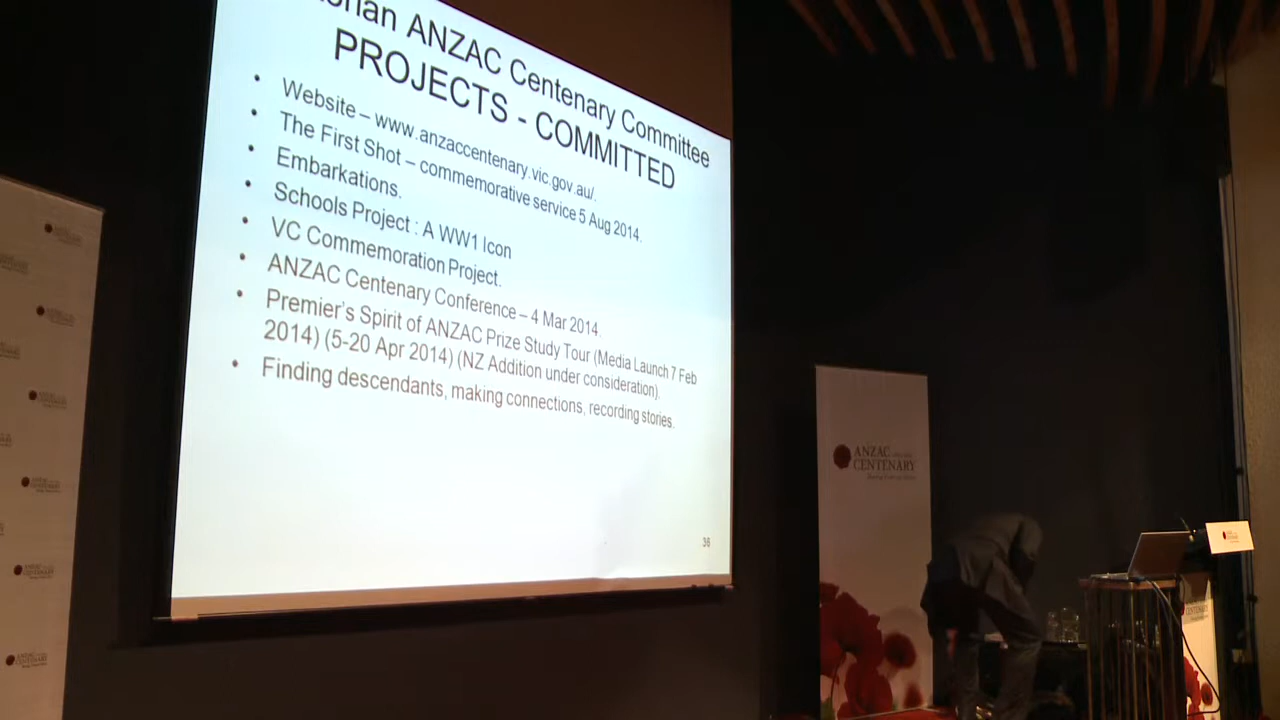 ANZAC Centenary Committee
PROJECTS - COMMITTED
• Website – www.anzaccentenary.vic.gov.au/.
• The First Shot – commemorative service 5 Aug 2014.
• Embarkations.
• Schools Project : A WW1 Icon
• VC Commemoration Project.
• ANZAC Centenary Conference – 4 Mar 2014.
• Premier's Spirit of ANZAC Prize Study Tour (Media Launch 7 Feb
2014) (5-20 Apr 2014) (NZ Addition under consideration).
• Finding descendants, making connections, recording stories.
36
ANZAC
CENTENARY
ANZAC
CENTENARY